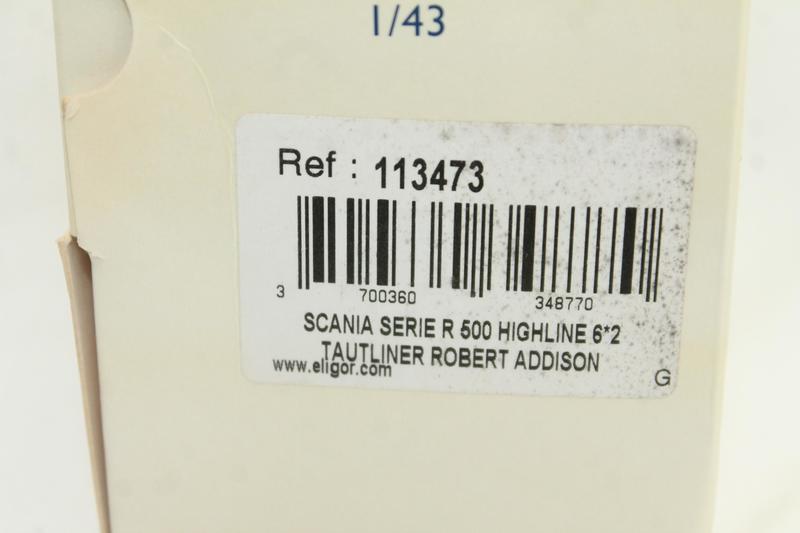 1/43
Ref : 113473
3 700360 348770
SCANIA SERIE R 500 HIGHLINE 6*2
TAUTLINER ROBERT ADDISON
www.eligor.com
G